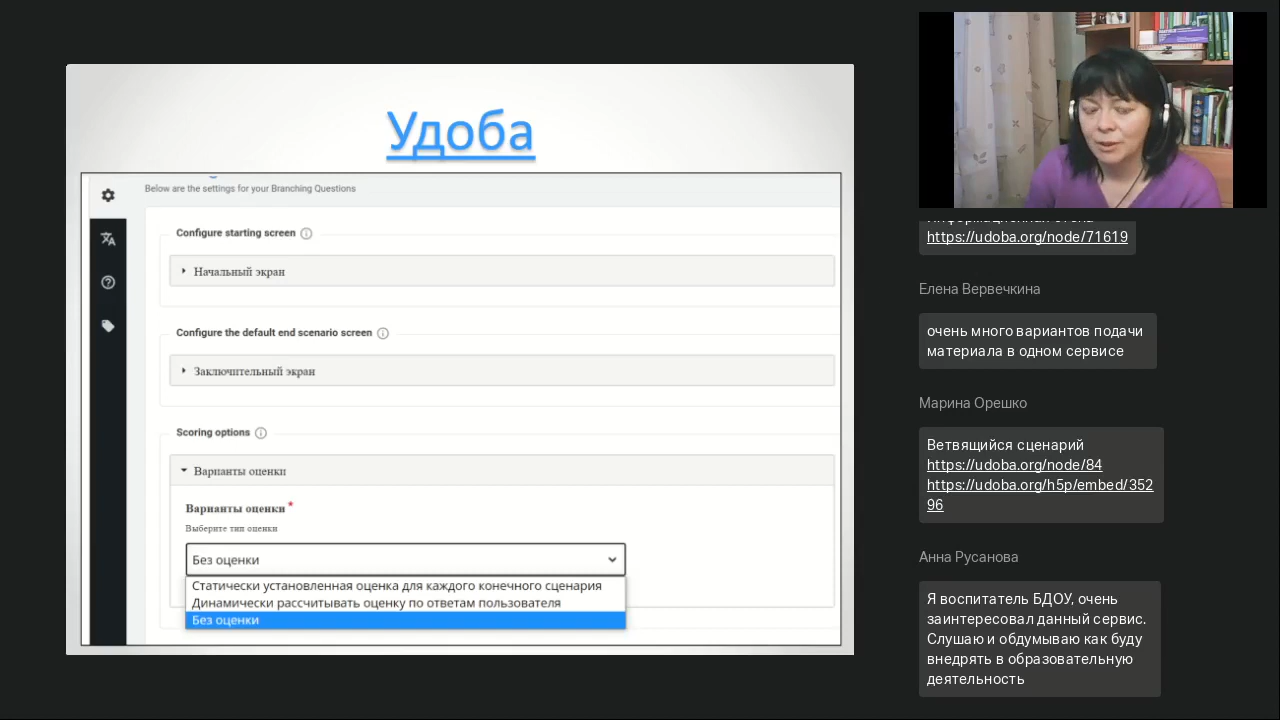 Удоба
Below are the settings for your Branching Questions
Configure starting screen
Начальный экран
Configure the default end scenario screen
Заключительный экран
Scoring options
Варианты оценки
Варианты оценки *
Выберите тип оценки
Без оценки
Статически установленная оценка для каждого конечного сценария
Динамически рассчитывать оценку по ответам пользователя
Без оценки
https://udoba.org/node/71619
Елена Вервечкина
очень много вариантов подачи
материала в одном сервисе
Марина Орешко
Ветвящийся сценарий
https://udoba.org/node/84
https://udoba.org/h5p/embed/352
96
Анна Русанова
Я воспитатель БДОУ, очень
заинтересовал данный сервис.
Слушаю и обдумываю как буду
внедрять в образовательную
деятельность